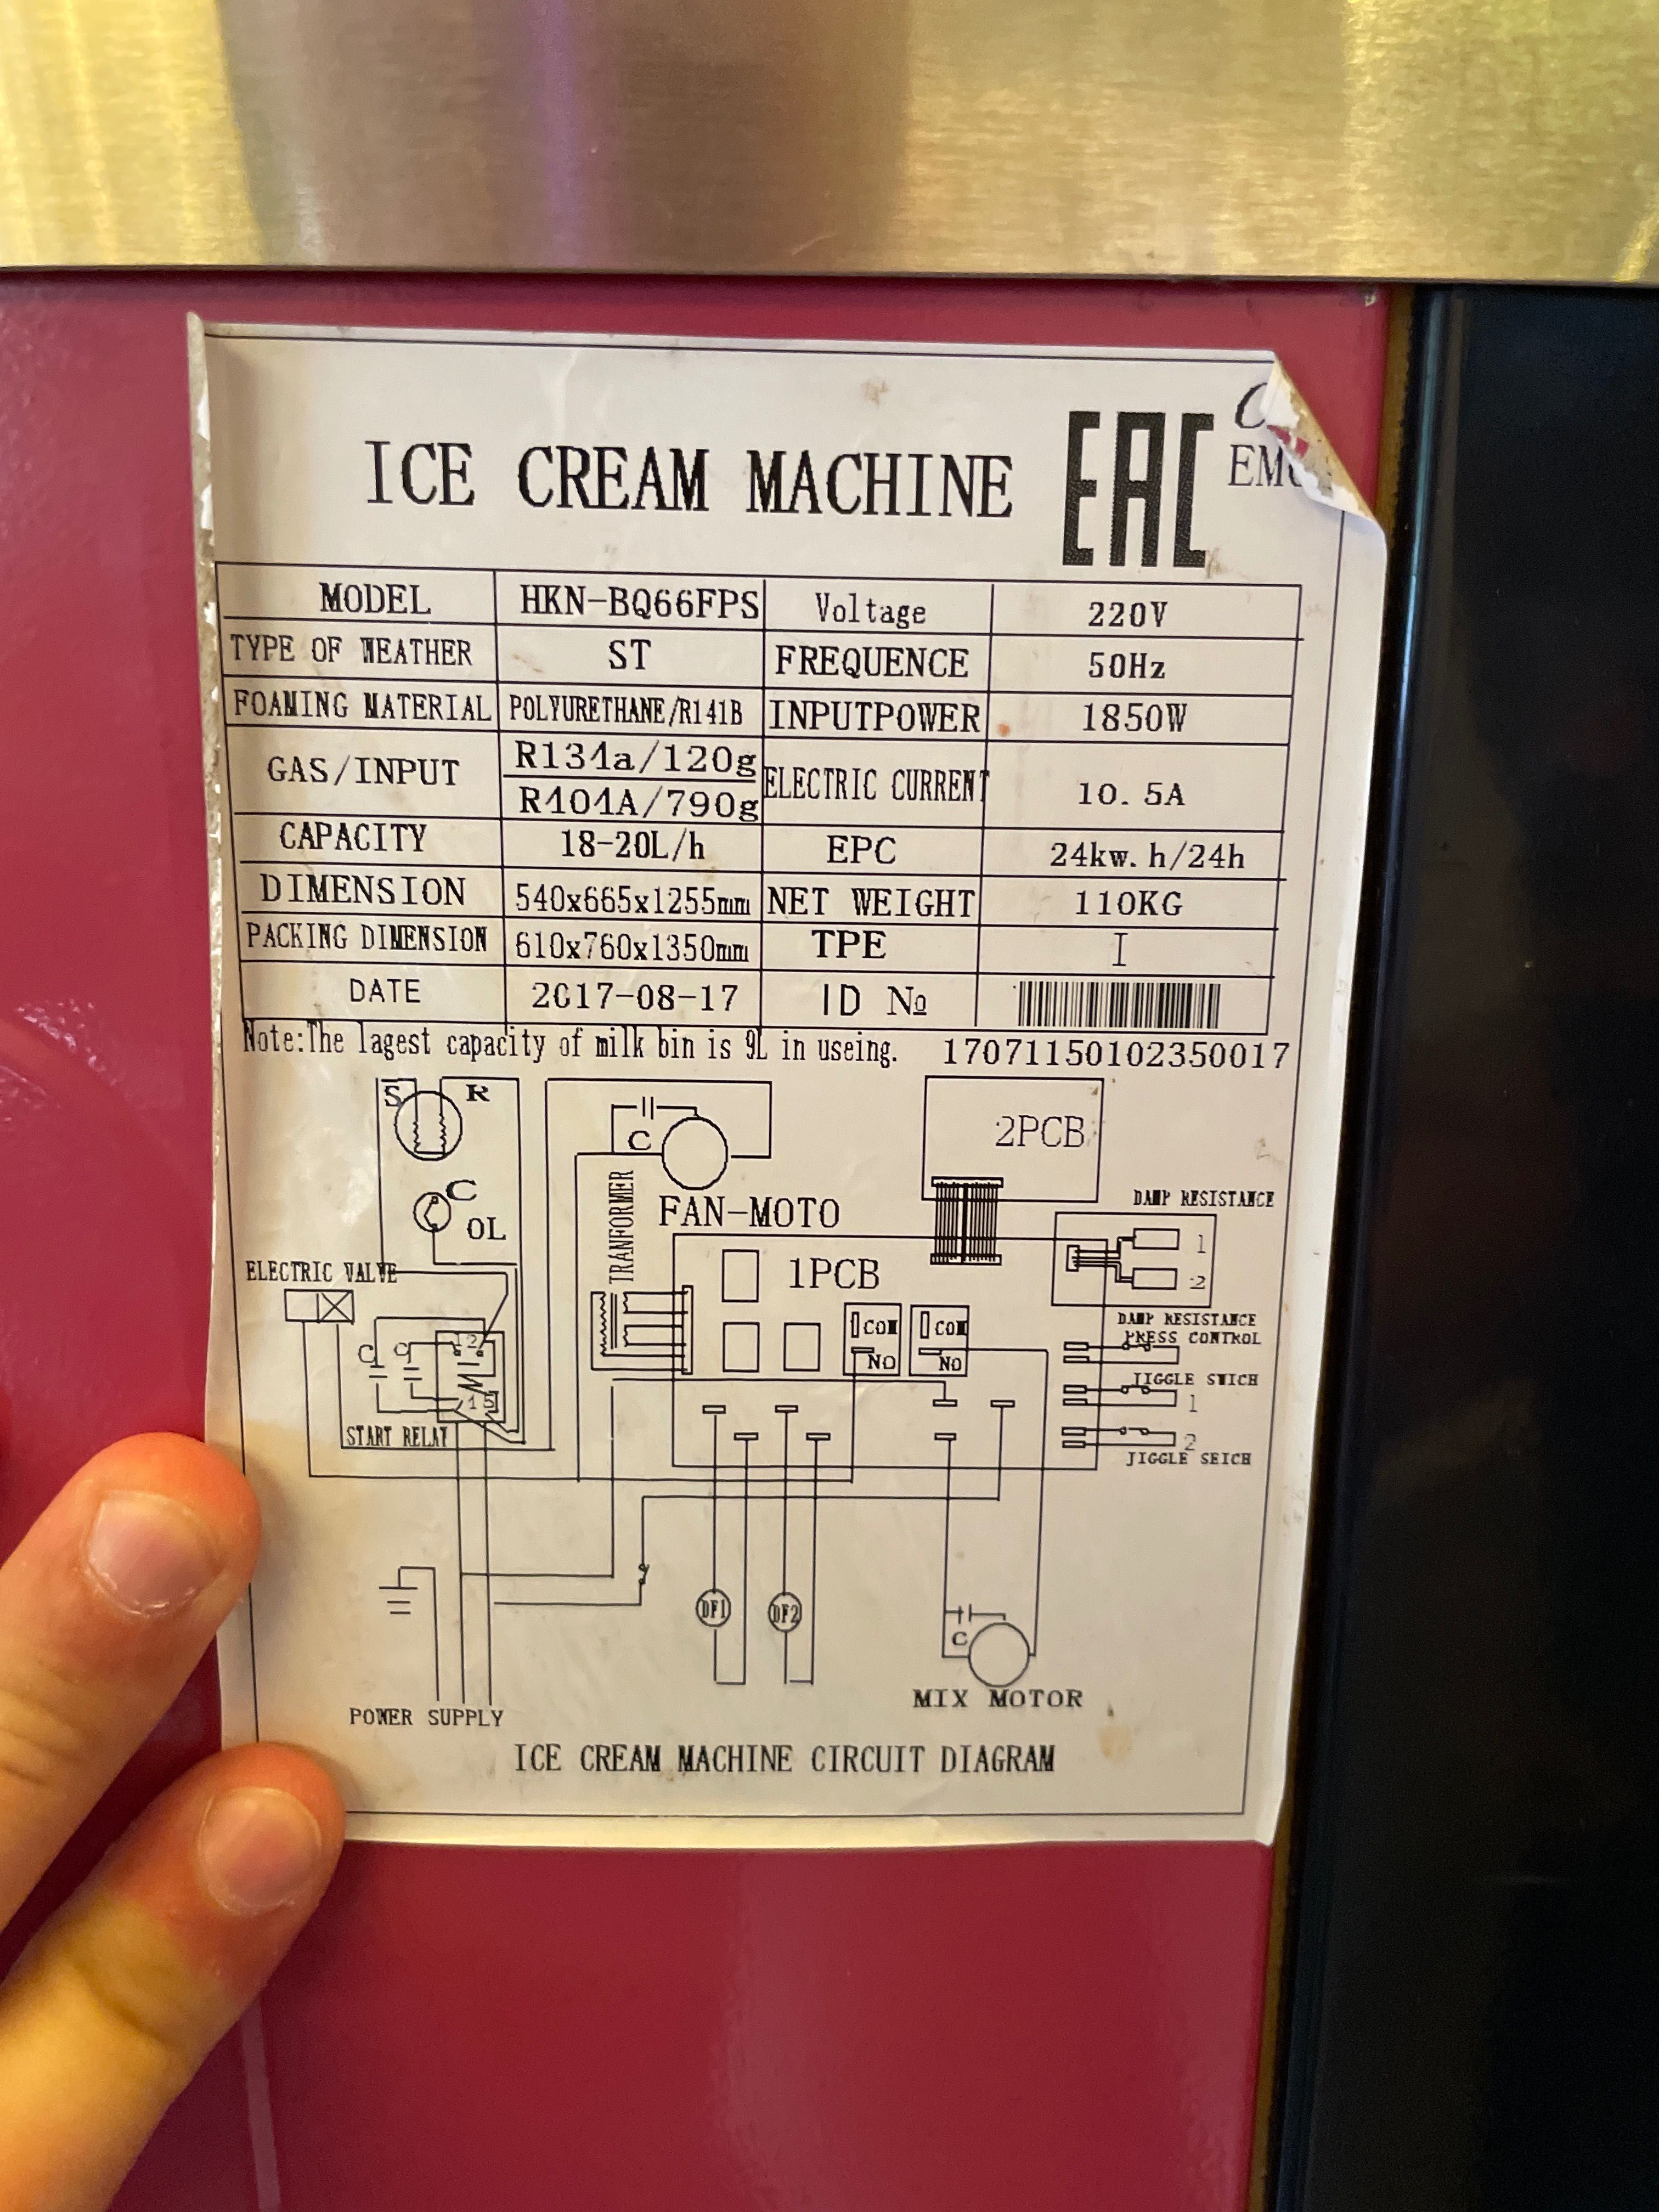 ICE CREAM MACHINE EAC
MODEL HKN-BQ66FPS Voltage 220V
TYPE OF WEATHER ST FREQUENCE 50Hz
FOAMING MATERIAL POLYURETHANE/R141B INPUTPOWER 1850W
GAS/INPUT R134a/120g ELECTRIC CURRENT 10.5A
R404A/790g
CAPACITY 18-20L/h EPC 24kw.h/24h
DIMENSION 540x665x1255mm NET WEIGHT 110KG
PACKING DIMENSION 610x760x1350mm TPE I
DATE 2017-08-17 ID №
Note:The lagest capacity of milk bin is 9L in useing. 17071150102350017
S R
C
2PCB
TRANFORMER
FAN-MOTO
DAMP RESISTANCE
C
OL
1PCB
1
2
ELECTRIC VALVE
DAMP RESISTANCE
PRESS CONTROL
COM COM
NO NO
C C
12
15
JIGGLE SWICH
1
START RELAY
2
JIGGLE SEICH
DF1 DF2
C
MIX MOTOR
POWER SUPPLY
ICE CREAM MACHINE CIRCUIT DIAGRAM